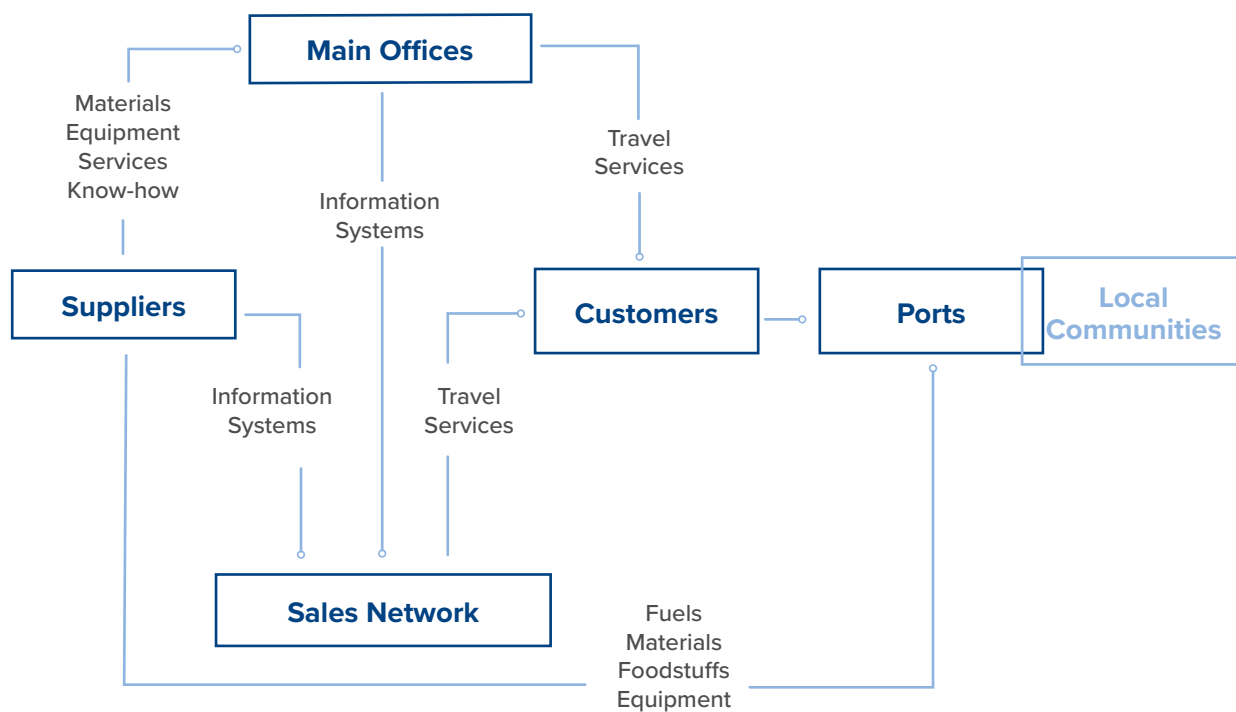 Main Offices
Materials
Equipment
Services
Know-how
Travel
Services
Information
Systems
Suppliers
Customers
Ports
Local
Communities
Information
Systems
Travel
Services
Sales Network
Fuels
Materials
Foodstuffs
Equipment